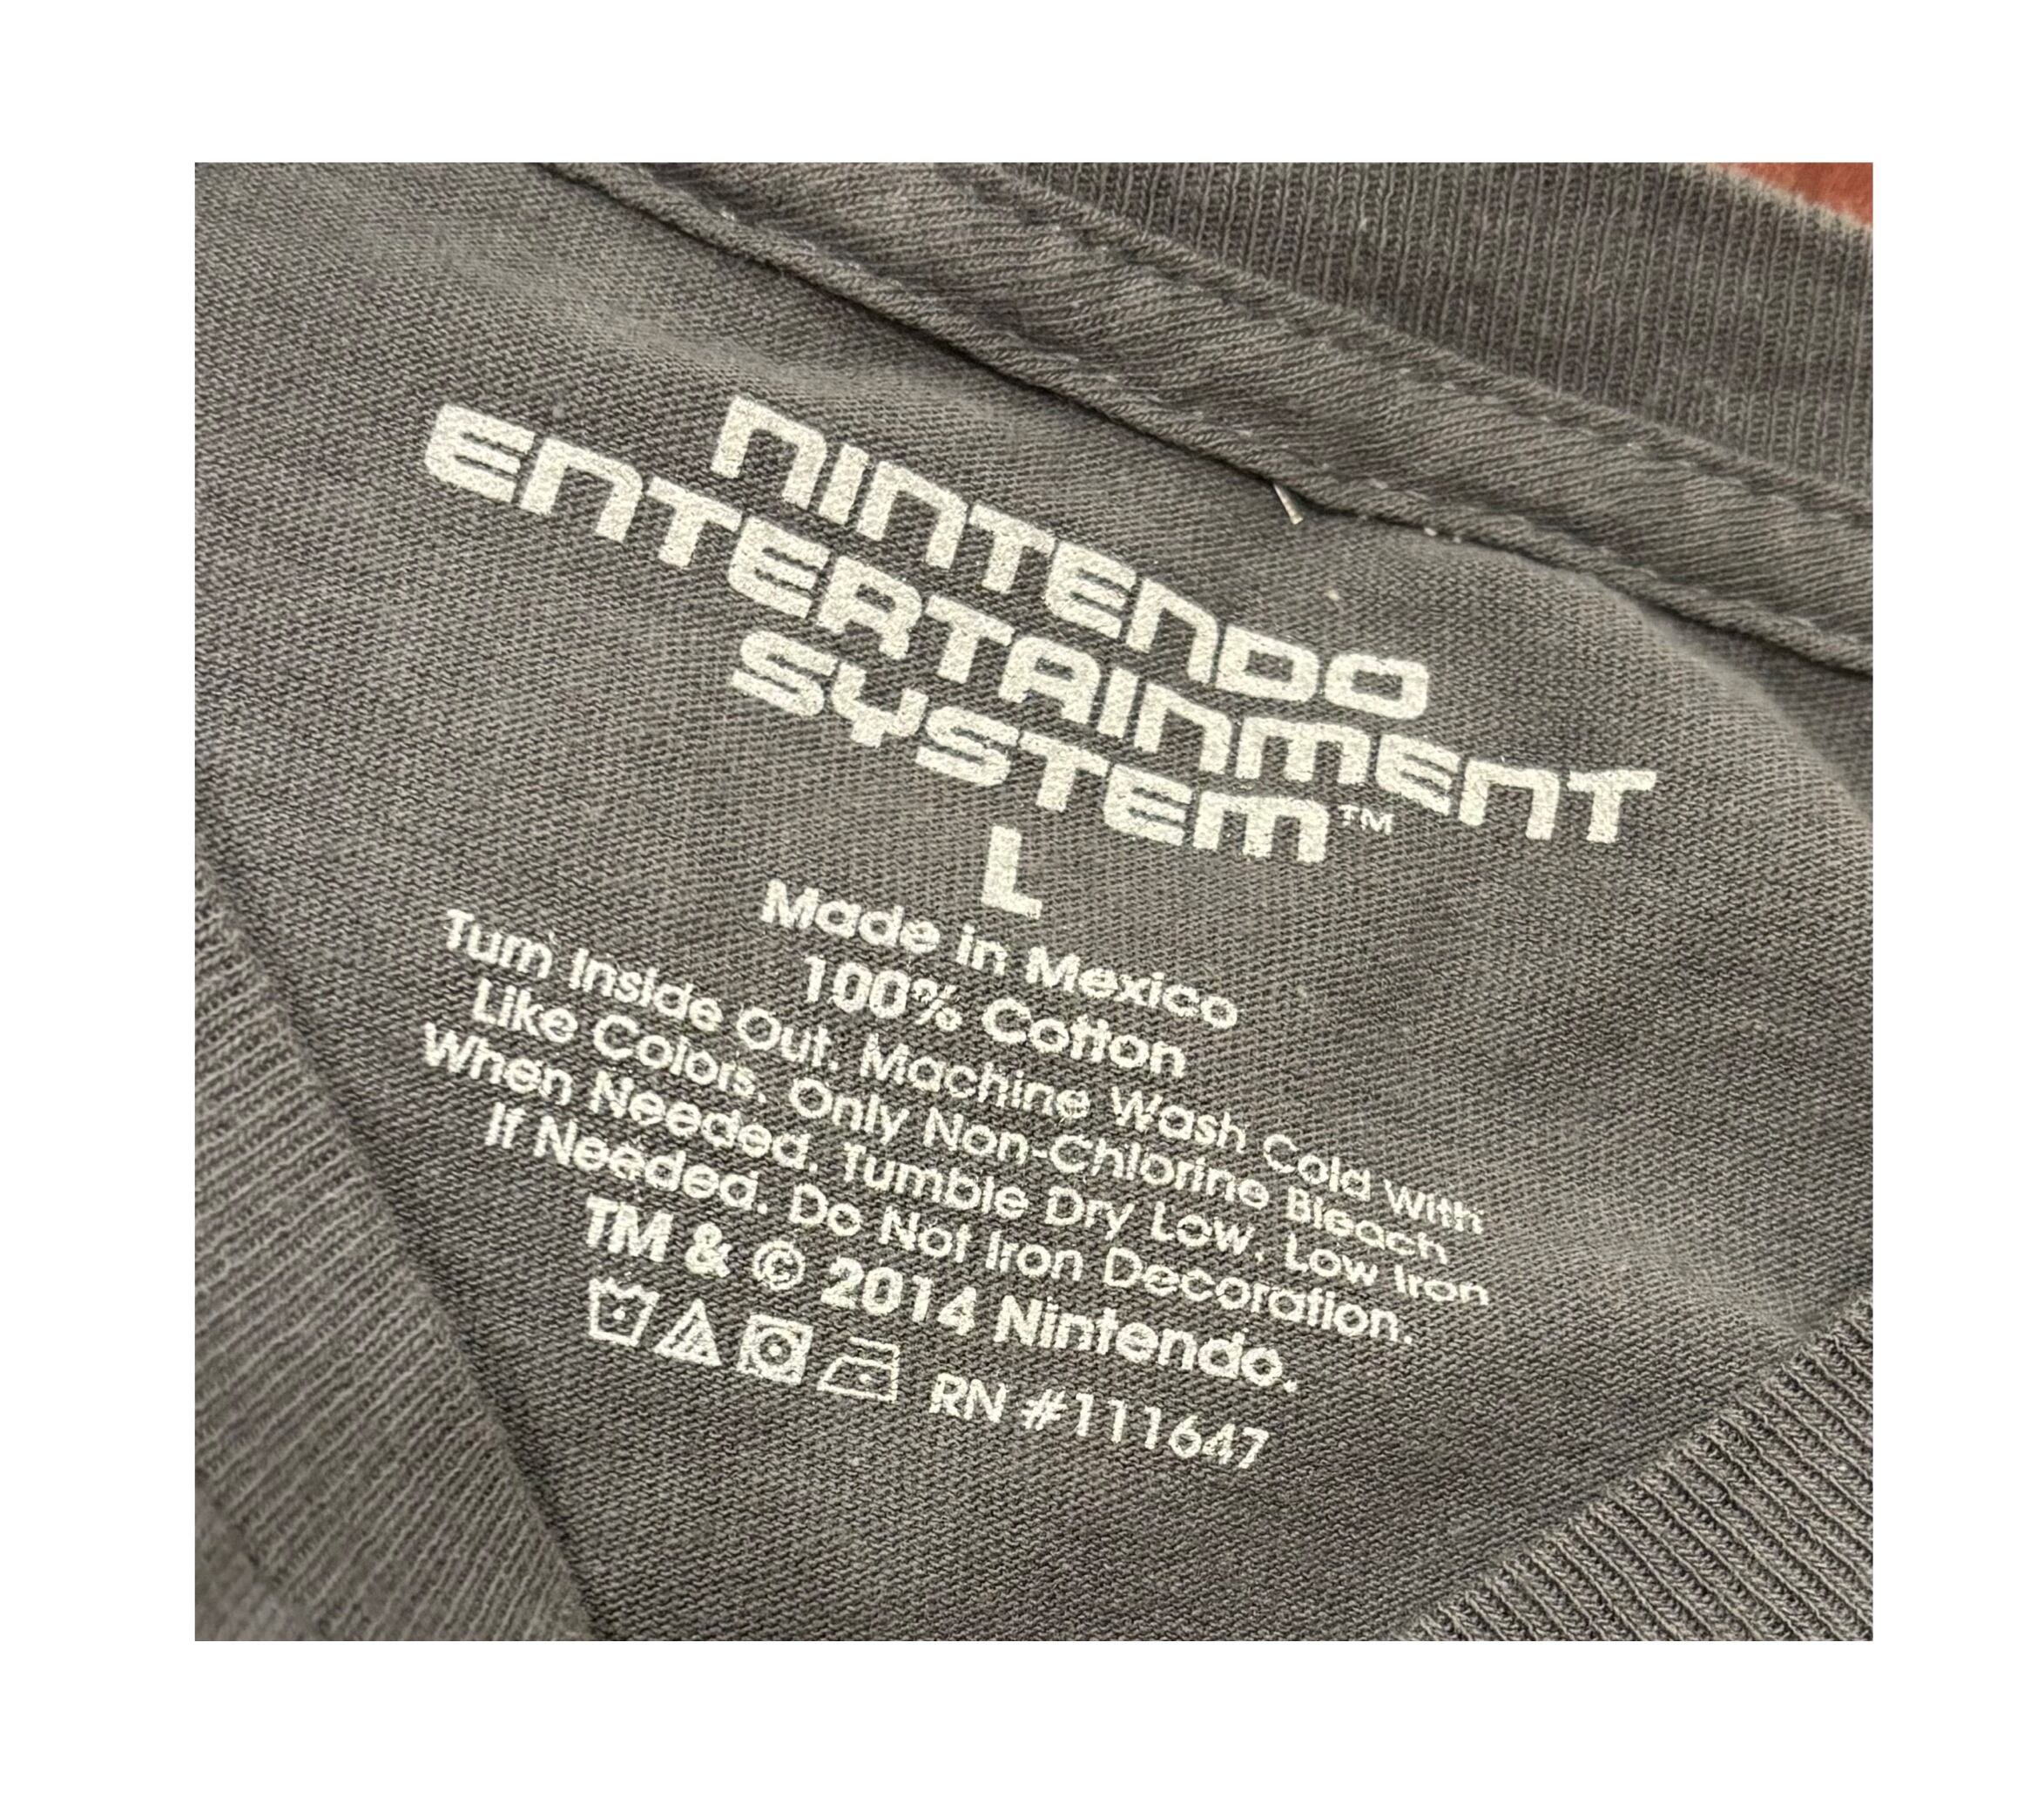 NINTENDO
ENTERTAINMENT
SYSTEM™
L
Made in Mexico
100% Cotton
Turn Inside Out. Machine Wash Cold With
Like Colors. Only Non-Chlorine Bleach
When Needed. Tumble Dry Low. Low Iron
If Needed. Do Not Iron Decoration.
TM & © 2014 Nintendo.
RN #111647